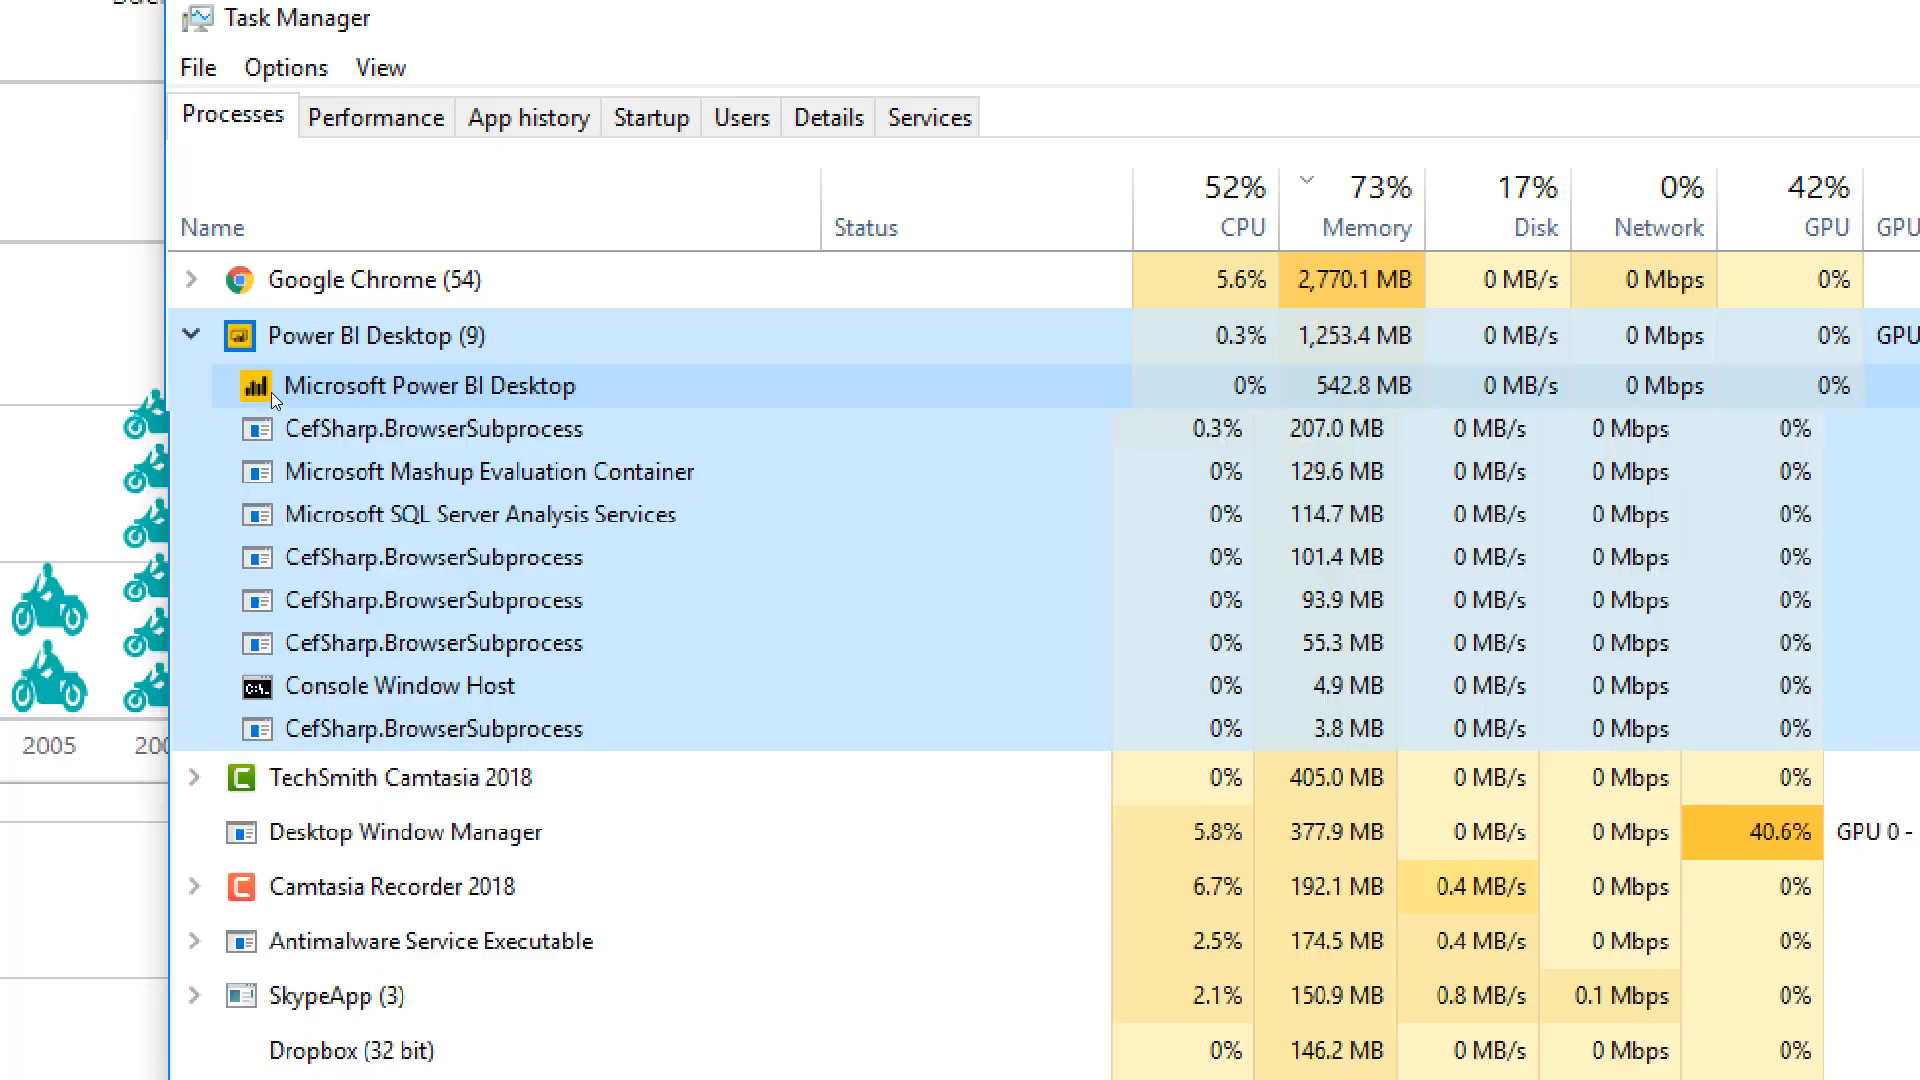 Task Manager
File Options View
Processes Performance App history Startup Users Details Services
52% 73% 17% 0% 42%
Name Status CPU Memory Disk Network GPU GPU
Google Chrome (54) 5.6% 2,770.1 MB 0 MB/s 0 Mbps 0%
Power BI Desktop (9) 0.3% 1,253.4 MB 0 MB/s 0 Mbps 0% GPU
Microsoft Power BI Desktop 0% 542.8 MB 0 MB/s 0 Mbps 0%
CefSharp.BrowserSubprocess 0.3% 207.0 MB 0 MB/s 0 Mbps 0%
Microsoft Mashup Evaluation Container 0% 129.6 MB 0 MB/s 0 Mbps 0%
Microsoft SQL Server Analysis Services 0% 114.7 MB 0 MB/s 0 Mbps 0%
CefSharp.BrowserSubprocess 0% 101.4 MB 0 MB/s 0 Mbps 0%
CefSharp.BrowserSubprocess 0% 93.9 MB 0 MB/s 0 Mbps 0%
CefSharp.BrowserSubprocess 0% 55.3 MB 0 MB/s 0 Mbps 0%
Console Window Host 0% 4.9 MB 0 MB/s 0 Mbps 0%
CefSharp.BrowserSubprocess 0% 3.8 MB 0 MB/s 0 Mbps 0%
TechSmith Camtasia 2018 0% 405.0 MB 0 MB/s 0 Mbps 0%
Desktop Window Manager 5.8% 377.9 MB 0 MB/s 0 Mbps 40.6% GPU 0 -
Camtasia Recorder 2018 6.7% 192.1 MB 0.4 MB/s 0 Mbps 0%
Antimalware Service Executable 2.5% 174.5 MB 0.4 MB/s 0 Mbps 0%
SkypeApp (3) 2.1% 150.9 MB 0.8 MB/s 0.1 Mbps 0%
Dropbox (32 bit) 0% 146.2 MB 0 MB/s 0 Mbps 0%
2005